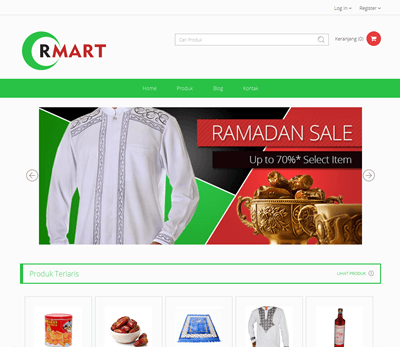 Log In
Register
RMART
Cari Produk
Keranjang (0)
Home
Produk
Blog
Kontak
RAMADAN SALE
Up to 70%* Select Item
Produk Terlaris
LIHAT PRODUK